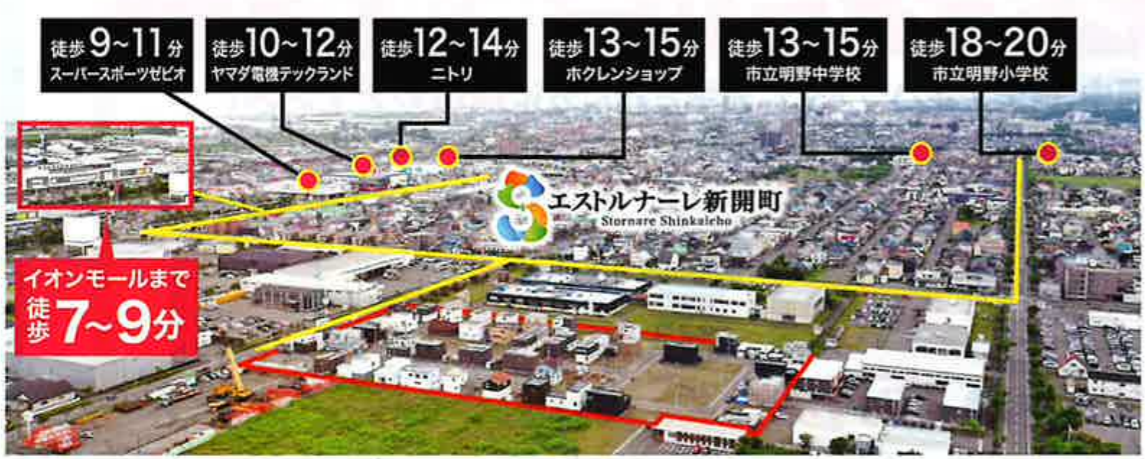 徒歩9~11分
スーパースポーツゼビオ
徒歩10~12分
ヤマダ電機テックランド
徒歩12~14分
ニトリ
徒歩13~15分
ホクレンショップ
徒歩13~15分
市立明野中学校
徒歩18~20分
市立明野小学校
エストルナーレ新開町
Stornare Shinkaicho
イオンモールまで
徒歩7~9分